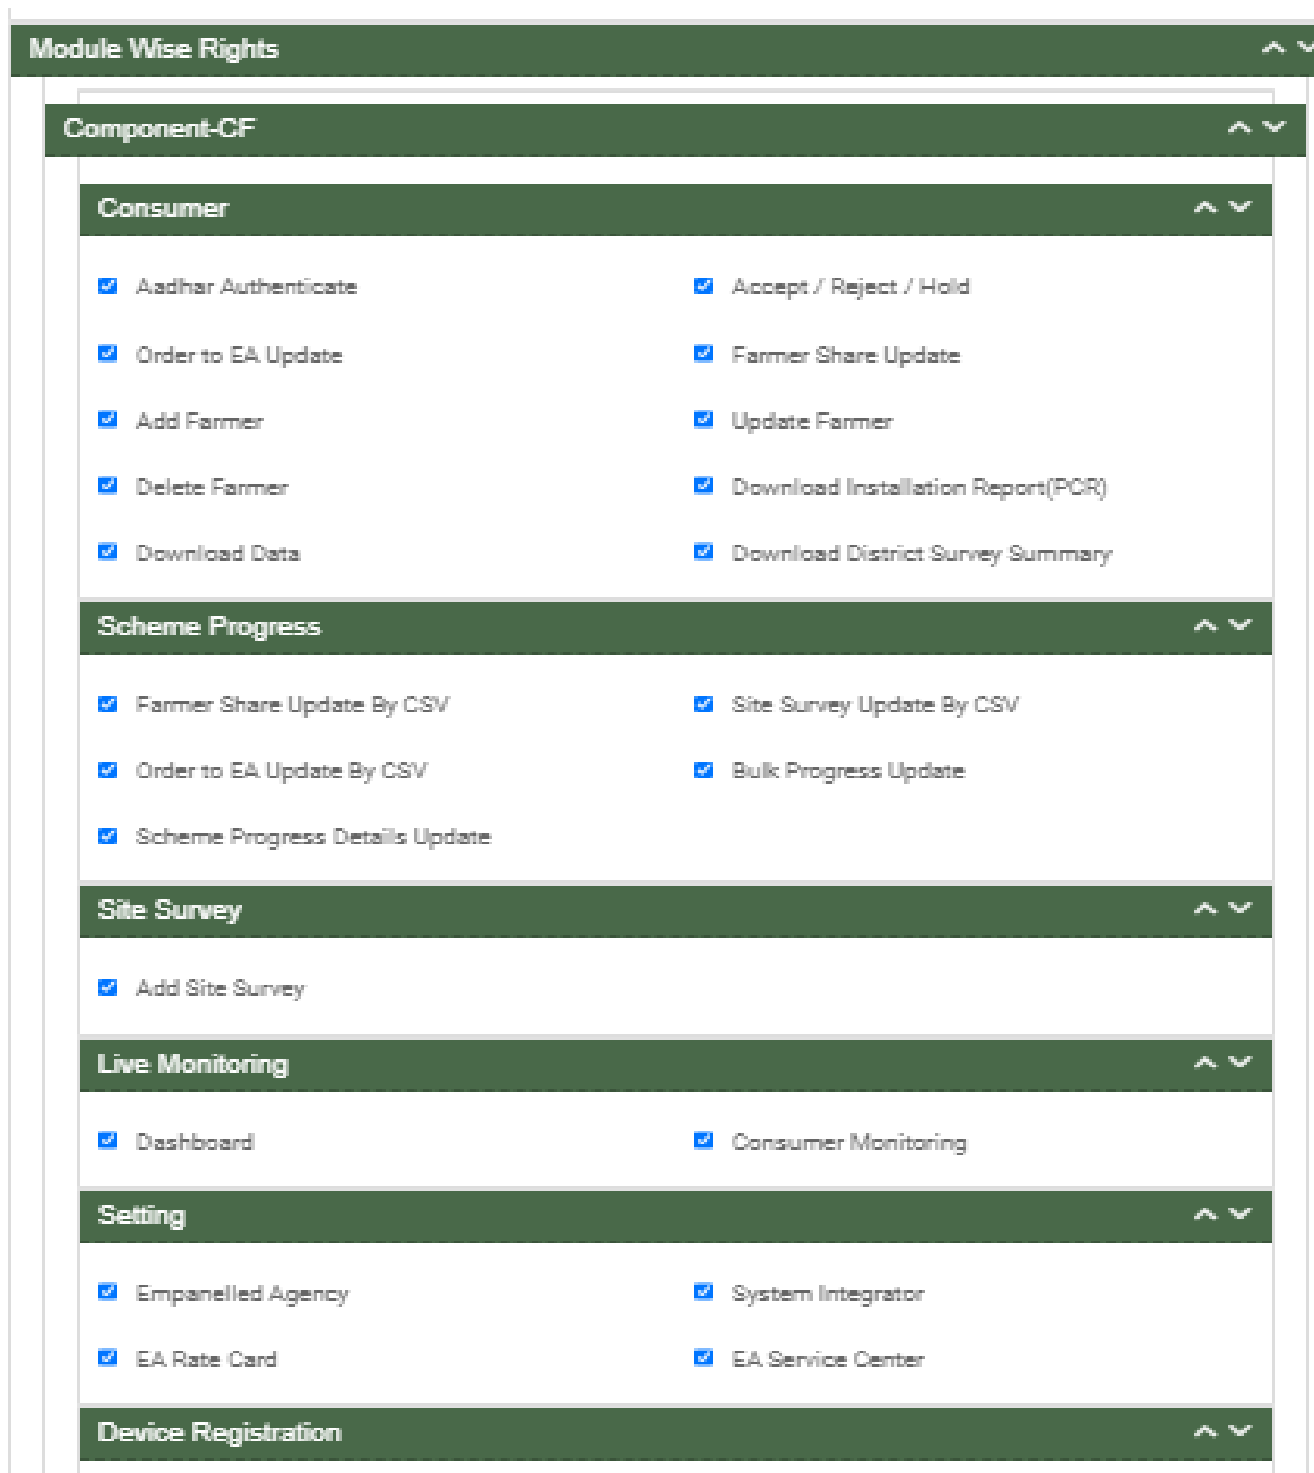 Module Wise Rights
Component-CF
Consumer
Aadhar Authenticate
Accept / Reject / Hold
Order to EA Update
Farmer Share Update
Add Farmer
Update Farmer
Delete Farmer
Download Installation Report(PCR)
Download Data
Download District Survey Summary
Scheme Progress
Farmer Share Update By CSV
Site Survey Update By CSV
Order to EA Update By CSV
Bulk Progress Update
Scheme Progress Details Update
Site Survey
Add Site Survey
Live Monitoring
Dashboard
Consumer Monitoring
Setting
Empanelled Agency
System Integrator
EA Rate Card
EA Service Center
Device Registration